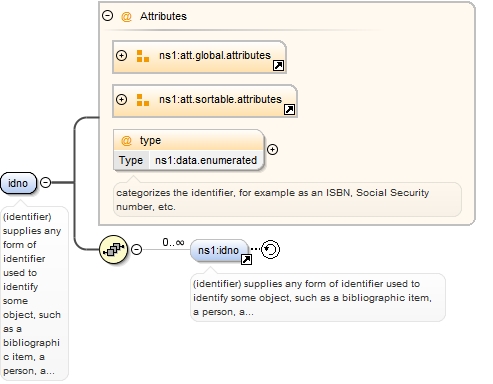 @ Attributes
ns1:att.global.attributes
ns1:att.sortable.attributes
@ type
Type ns1:data.enumerated
categorizes the identifier, for example as an ISBN, Social Security
number, etc.
idno
(identifier)
supplies any
form of
identifier
used to
identify
some
object, such
as a
bibliographi
c item, a
person, a...
0..∞
ns1:idno
(identifier) supplies any form of identifier used to
identify some object, such as a bibliographic item,
a person, a...